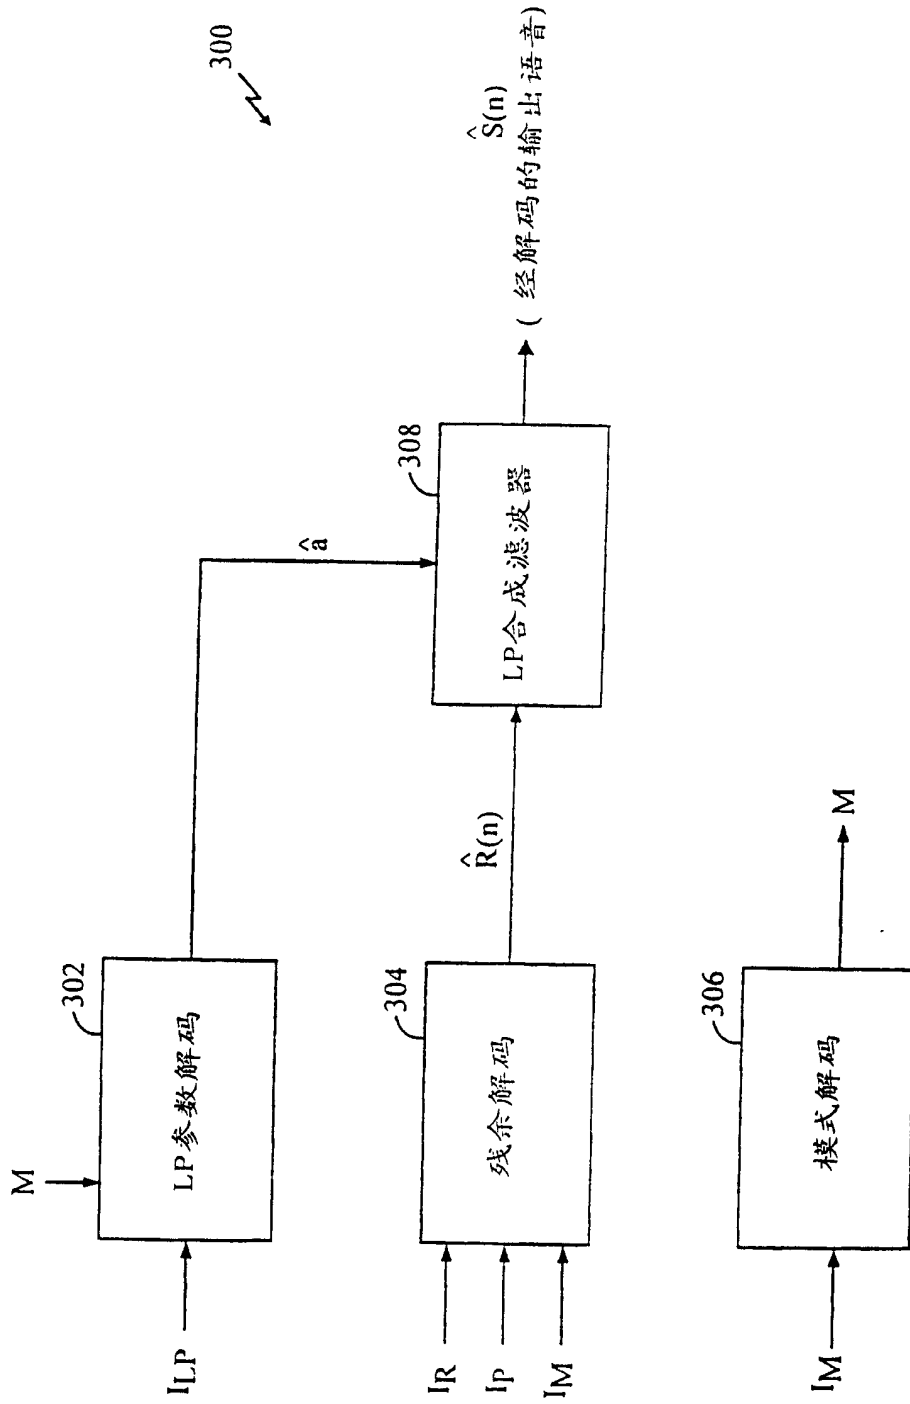 300
M
I_LP
LP参数解码
302
â
I_R
I_P
I_M
残余解码
304
R̂(n)
LP合成滤波器
308
Ŝ(n)
( 经解码的输出语音)
I_M
模式解码
306
M